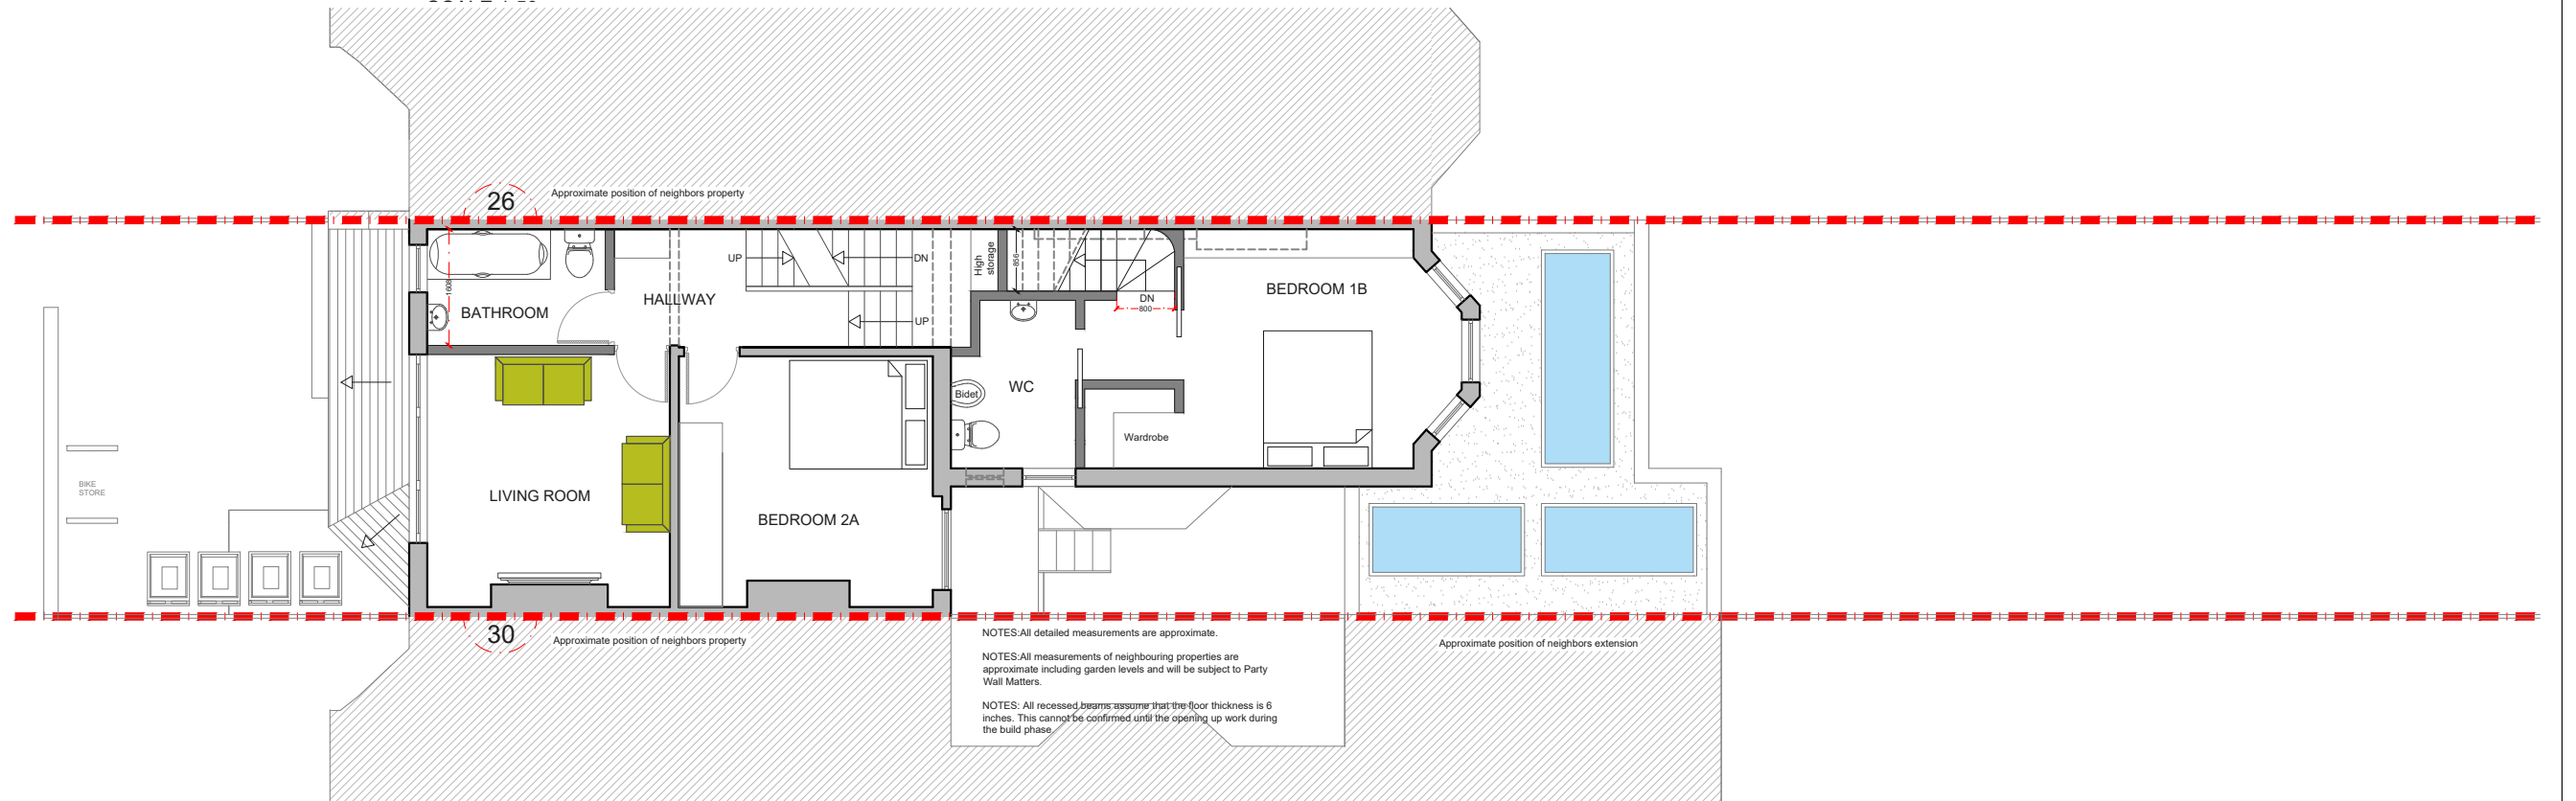 26
Approximate position of neighbors property
UP
DN
UP
High
storage
856
DN
800
1608
BATHROOM
HALLWAY
BEDROOM 1B
Bidet
WC
Wardrobe
BIKE
STORE
LIVING ROOM
BEDROOM 2A
30
Approximate position of neighbors property
NOTES:All detailed measurements are approximate.
NOTES:All measurements of neighbouring properties are
approximate including garden levels and will be subject to Party
Wall Matters.
NOTES: All recessed beams assume that the floor thickness is 6
inches. This cannot be confirmed until the opening up work during
the build phase.
Approximate position of neighbors extension